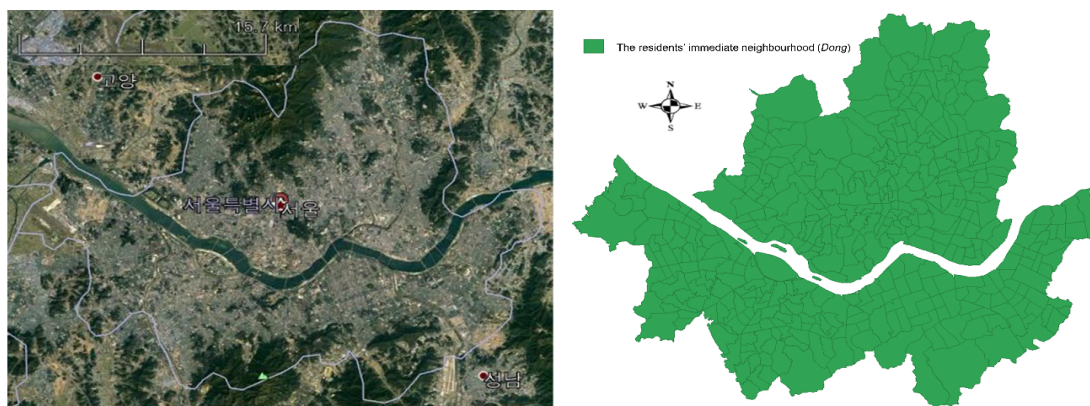 15.7 km
고양
서울특별시
서울
성남
The residents' immediate neighbourhood (Dong)
N
W E
S